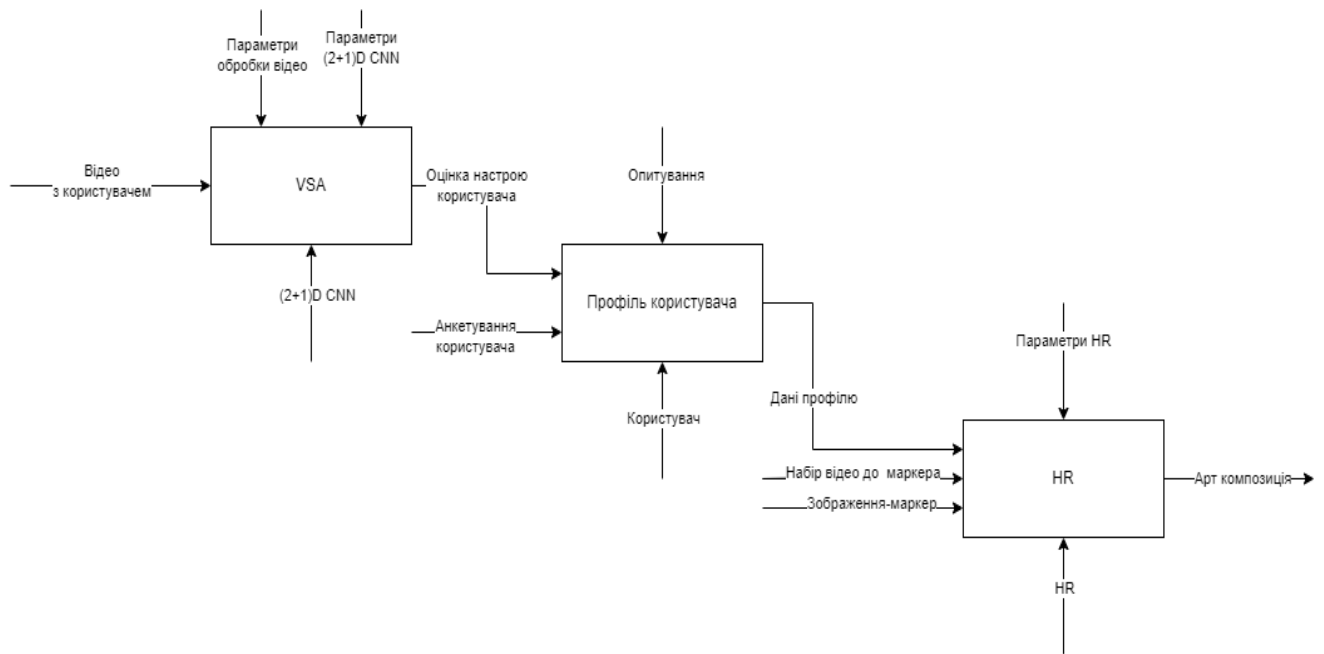 Параметри
обробки відео
Параметри
(2+1)D CNN
Відео
з користувачем
VSA
Оцінка настрою
користувача
Опитування
(2+1)D CNN
Профіль користувача
Анкетування
користувача
Параметри HR
Дані профілю
Користувач
Набір відео до маркера
HR
Арт композиція
Зображення-маркер
HR